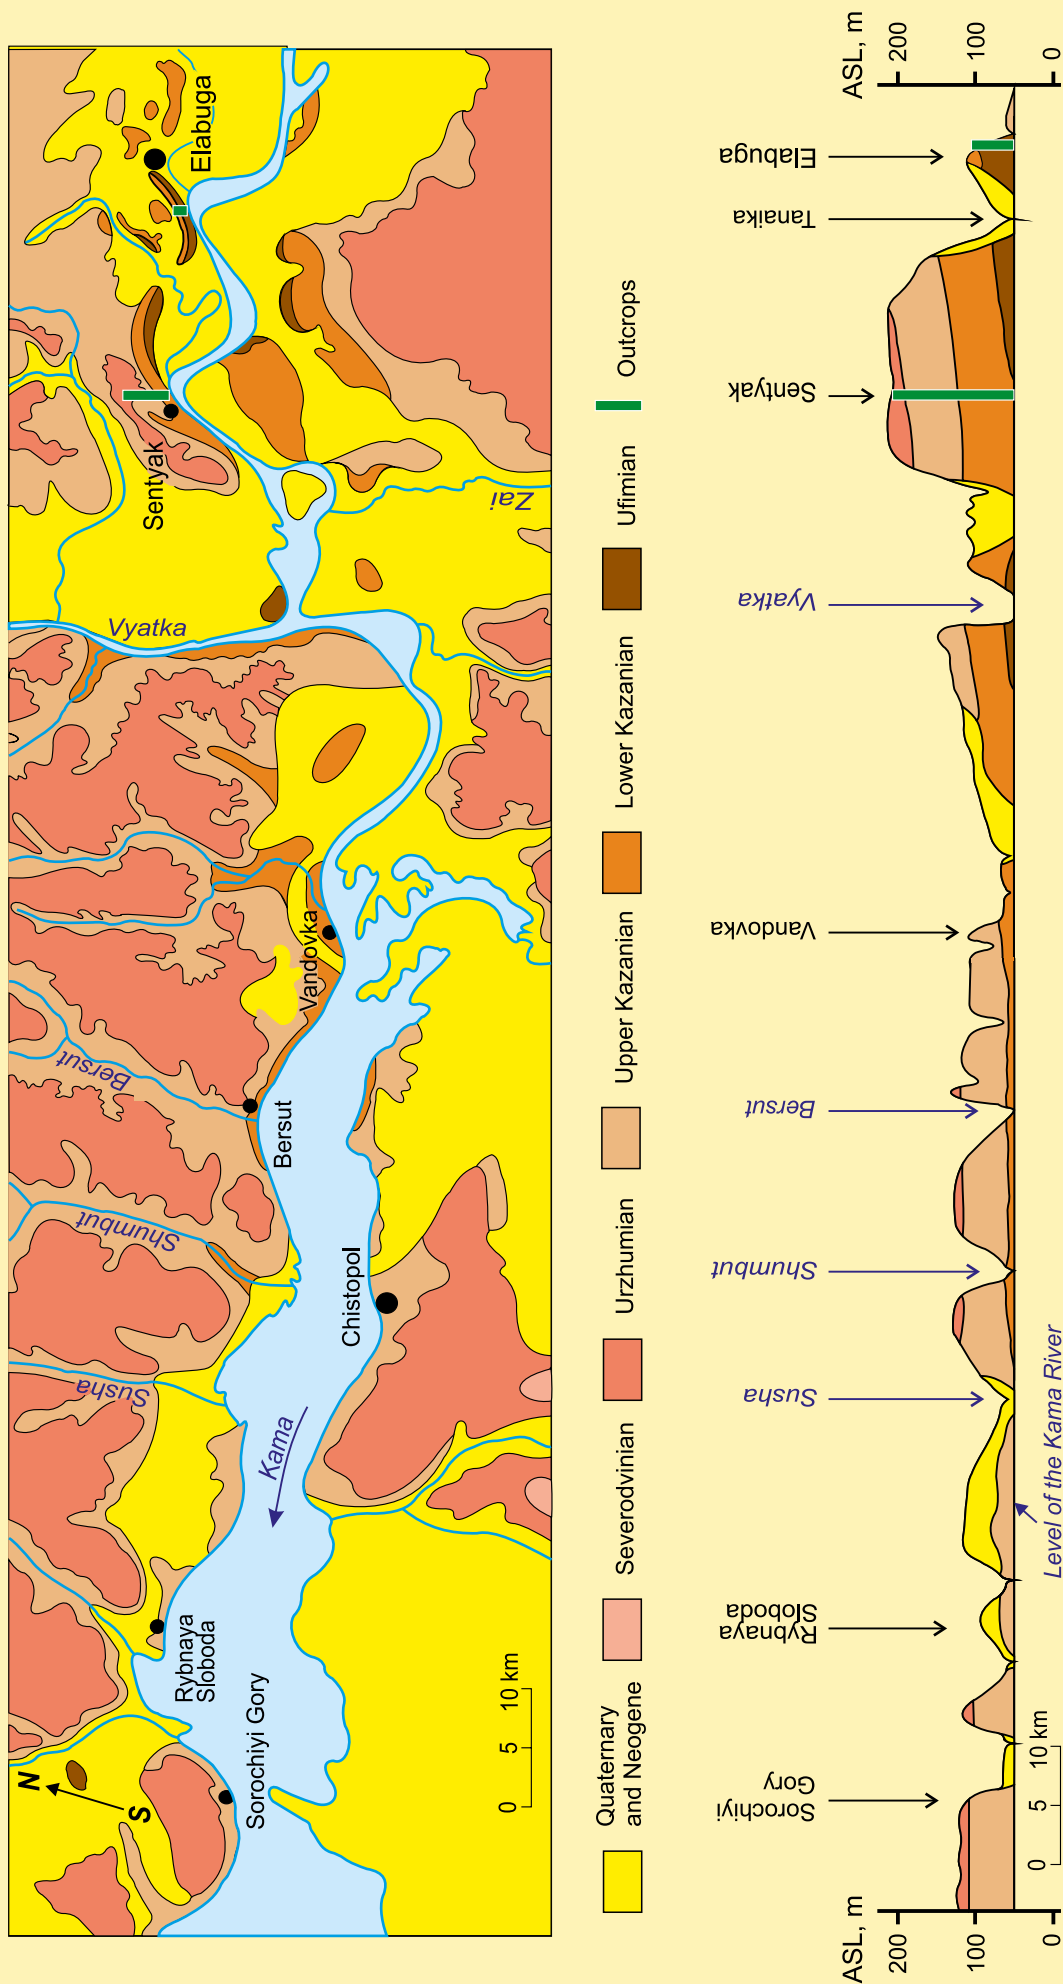 N
S
Elabuga
Sentyak
Zai
Vyatka
Vandovka
Bersut
Bersut
Shumbut
Chistopol
Susha
Kama
Rybnaya
Sloboda
Sorochiyi Gory
0 5 10 km
Quaternary
and Neogene
Severodvinian
Urzhumian
Upper Kazanian
Lower Kazanian
Ufimian
Outcrops
ASL, m
200
100
0
Sorochiyi
Gory
Rybnaya
Sloboda
Susha
Shumbut
Bersut
Vandovka
Vyatka
Sentyak
Tanaika
Elabuga
ASL, m
200
100
0
0 5 10 km
Level of the Kama River